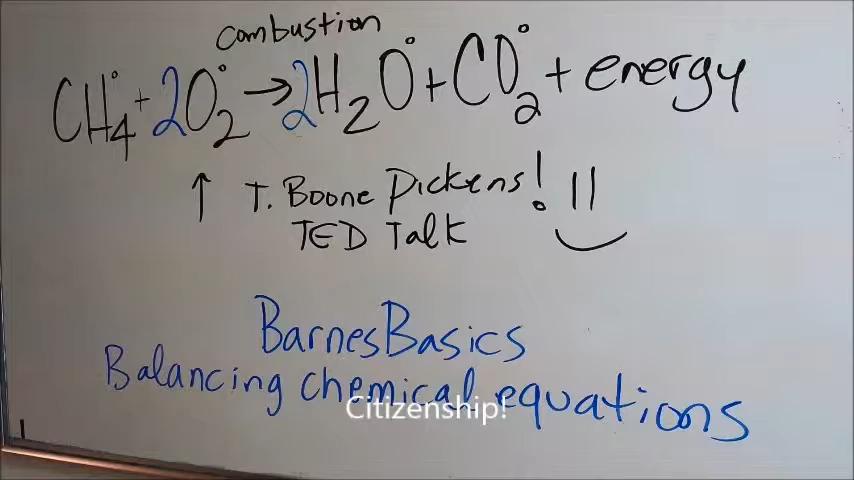 combustion
CH₄° + 2O₂° → 2H₂O° + CO₂° + energy
↑ T. Boone Pickens!
TED Talk
BarnesBasics
Balancing chemical equations
Citizenship!